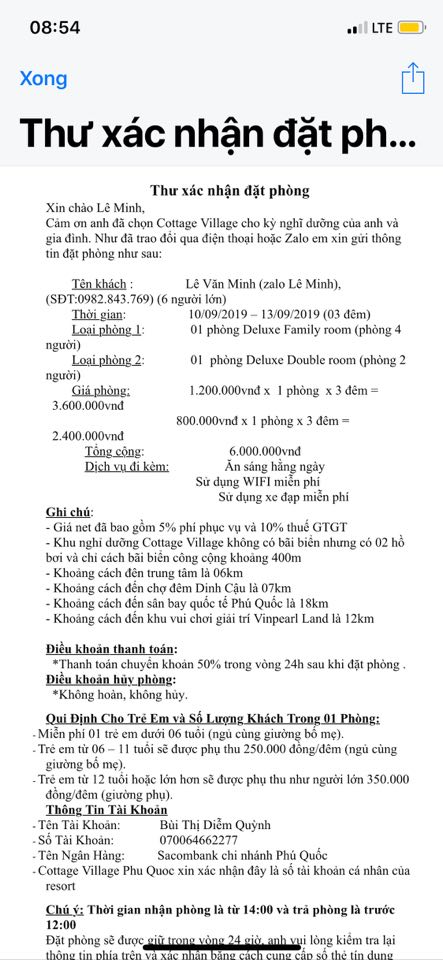 08:54
LTE
Xong
Thư xác nhận đặt ph...
Thư xác nhận đặt phòng
Xin chào Lê Minh,
Cảm ơn anh đã chọn Cottage Village cho kỳ nghĩ dưỡng của anh và
gia đình. Như đã trao đổi qua điện thoại hoặc Zalo em xin gửi thông
tin đặt phòng như sau:
Tên khách : Lê Văn Minh (zalo Lê Minh),
(SĐT:0982.843.769) (6 người lớn)
Thời gian: 10/09/2019 – 13/09/2019 (03 đêm)
Loại phòng 1: 01 phòng Deluxe Family room (phòng 4
người)
Loại phòng 2: 01 phòng Deluxe Double room (phòng 2
người)
Giá phòng: 1.200.000vnđ x 1 phòng x 3 đêm =
3.600.000vnđ
800.000vnđ x 1 phòng x 3 đêm =
2.400.000vnđ
Tổng cộng: 6.000.000vnđ
Dịch vụ đi kèm: Ăn sáng hằng ngày
Sử dụng WIFI miễn phí
Sử dụng xe đạp miễn phí
Ghi chú:
- Giá net đã bao gồm 5% phí phục vụ và 10% thuế GTGT
- Khu nghỉ dưỡng Cottage Village không có bãi biển nhưng có 02 hồ
bơi và chỉ cách bãi biển công cộng khoảng 400m
- Khoảng cách đên trung tâm là 06km
- Khoảng cách đến chợ đêm Dinh Cậu là 07km
- Khoảng cách đến sân bay quốc tế Phú Quốc là 18km
- Khoảng cách đến khu vui chơi giải trí Vinpearl Land là 12km
Điều khoản thanh toán:
*Thanh toán chuyển khoản 50% trong vòng 24h sau khi đặt phòng .
Điều khoản hủy phòng:
*Không hoàn, không hủy.
Qui Định Cho Trẻ Em và Số Lượng Khách Trong 01 Phòng:
- Miễn phí 01 trẻ em dưới 06 tuổi (ngủ cùng giường bố mẹ).
- Trẻ em từ 06 – 11 tuổi sẽ được phụ thu 250.000 đồng/đêm (ngủ cùng
giường bố mẹ).
- Trẻ em từ 12 tuổi hoặc lớn hơn sẽ được phụ thu như người lớn 350.000
đồng/đêm (giường phụ).
Thông Tin Tài Khoản
- Tên Tài Khoản: Bùi Thị Diễm Quỳnh
- Số Tài Khoản: 070064662277
- Tên Ngân Hàng: Sacombank chi nhánh Phú Quốc
- Cottage Village Phu Quoc xin xác nhận đây là số tài khoản cá nhân của
resort
Chú ý: Thời gian nhận phòng là từ 14:00 và trả phòng là trước
12:00
Đặt phòng sẽ được giữ trong vòng 24 giờ, anh vui lòng kiểm tra lại
thông tin phía trên và xác nhận bằng cách cung cấp số thẻ tín dụng